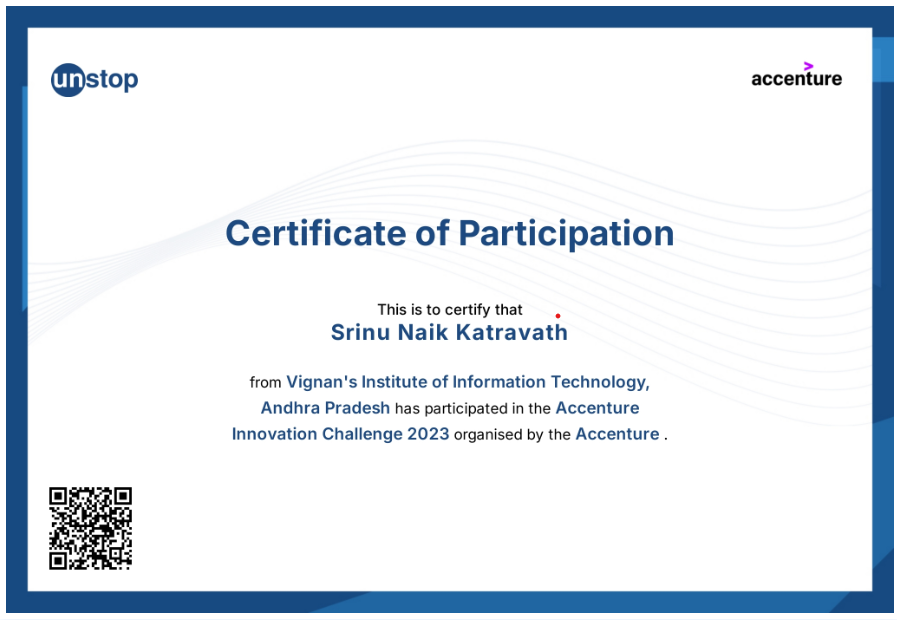 unstop
accenture
Certificate of Participation
This is to certify that
Srinu Naik Katravath
from Vignan's Institute of Information Technology,
Andhra Pradesh has participated in the Accenture
Innovation Challenge 2023 organised by the Accenture .